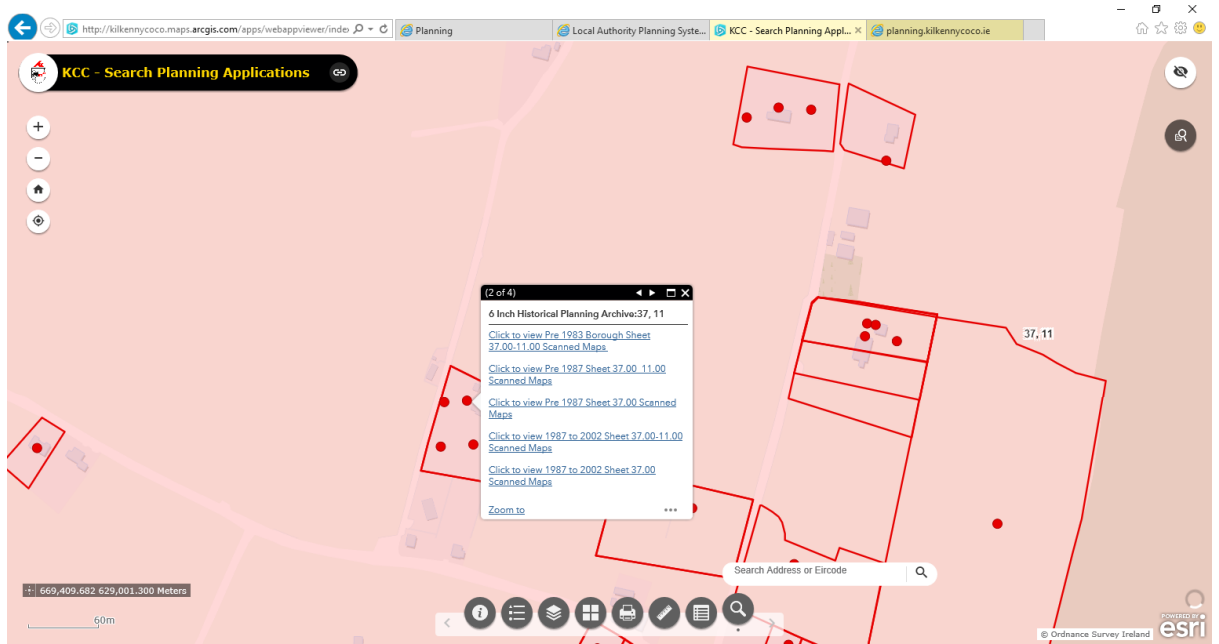 http://kilkennycoco.maps.arcgis.com/apps/webappviewer/inde
Planning
Local Authority Planning Syste...
KCC - Search Planning Appl...
planning.kilkennycoco.ie
KCC - Search Planning Applications
(2 of 4)
6 Inch Historical Planning Archive:37, 11
Click to view Pre 1983 Borough Sheet
37.00-11.00 Scanned Maps
Click to view Pre 1987 Sheet 37.00_11.00
Scanned Maps
Click to view Pre 1987 Sheet 37.00 Scanned
Maps
Click to view 1987 to 2002 Sheet 37.00-11.00
Scanned Maps
Click to view 1987 to 2002 Sheet 37.00
Scanned Maps
Zoom to
37, 11
Search Address or Eircode
669,409.682 629,001.300 Meters
60m
© Ordnance Survey Ireland
POWERED BY
esri